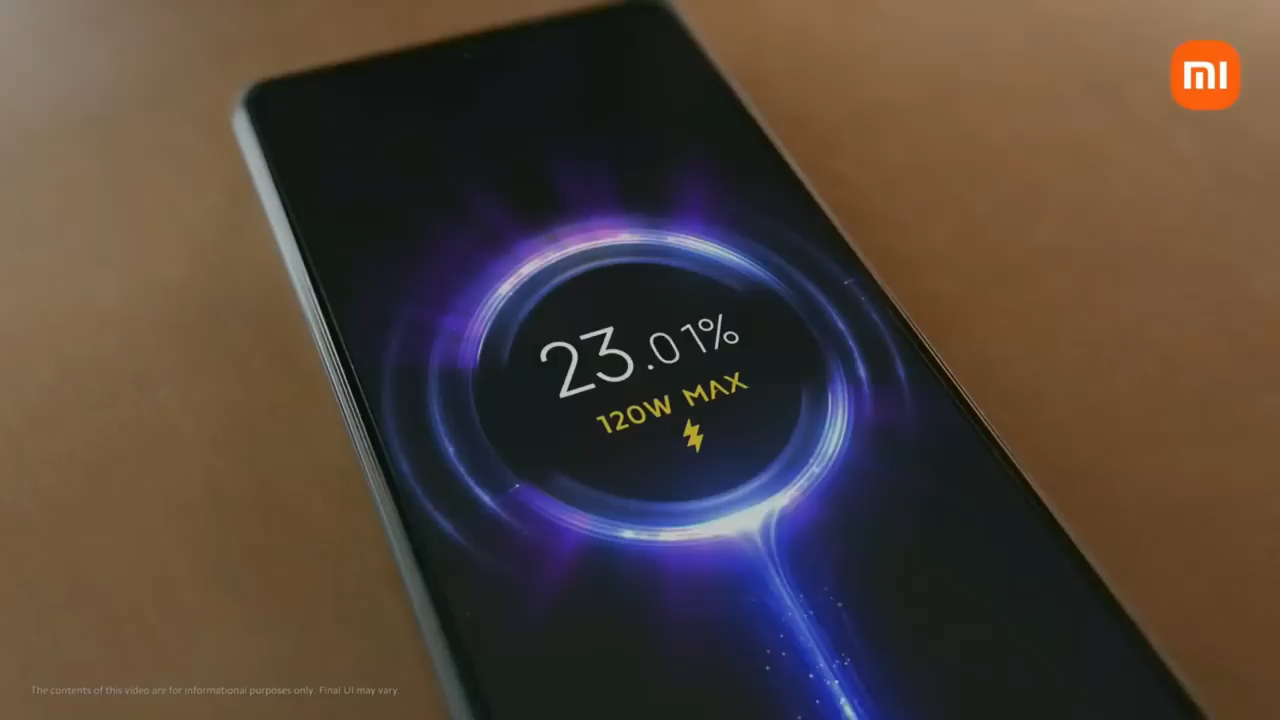 mi
23.01%
120W MAX
The contents of this video are for informational purposes only. Final UI may vary.